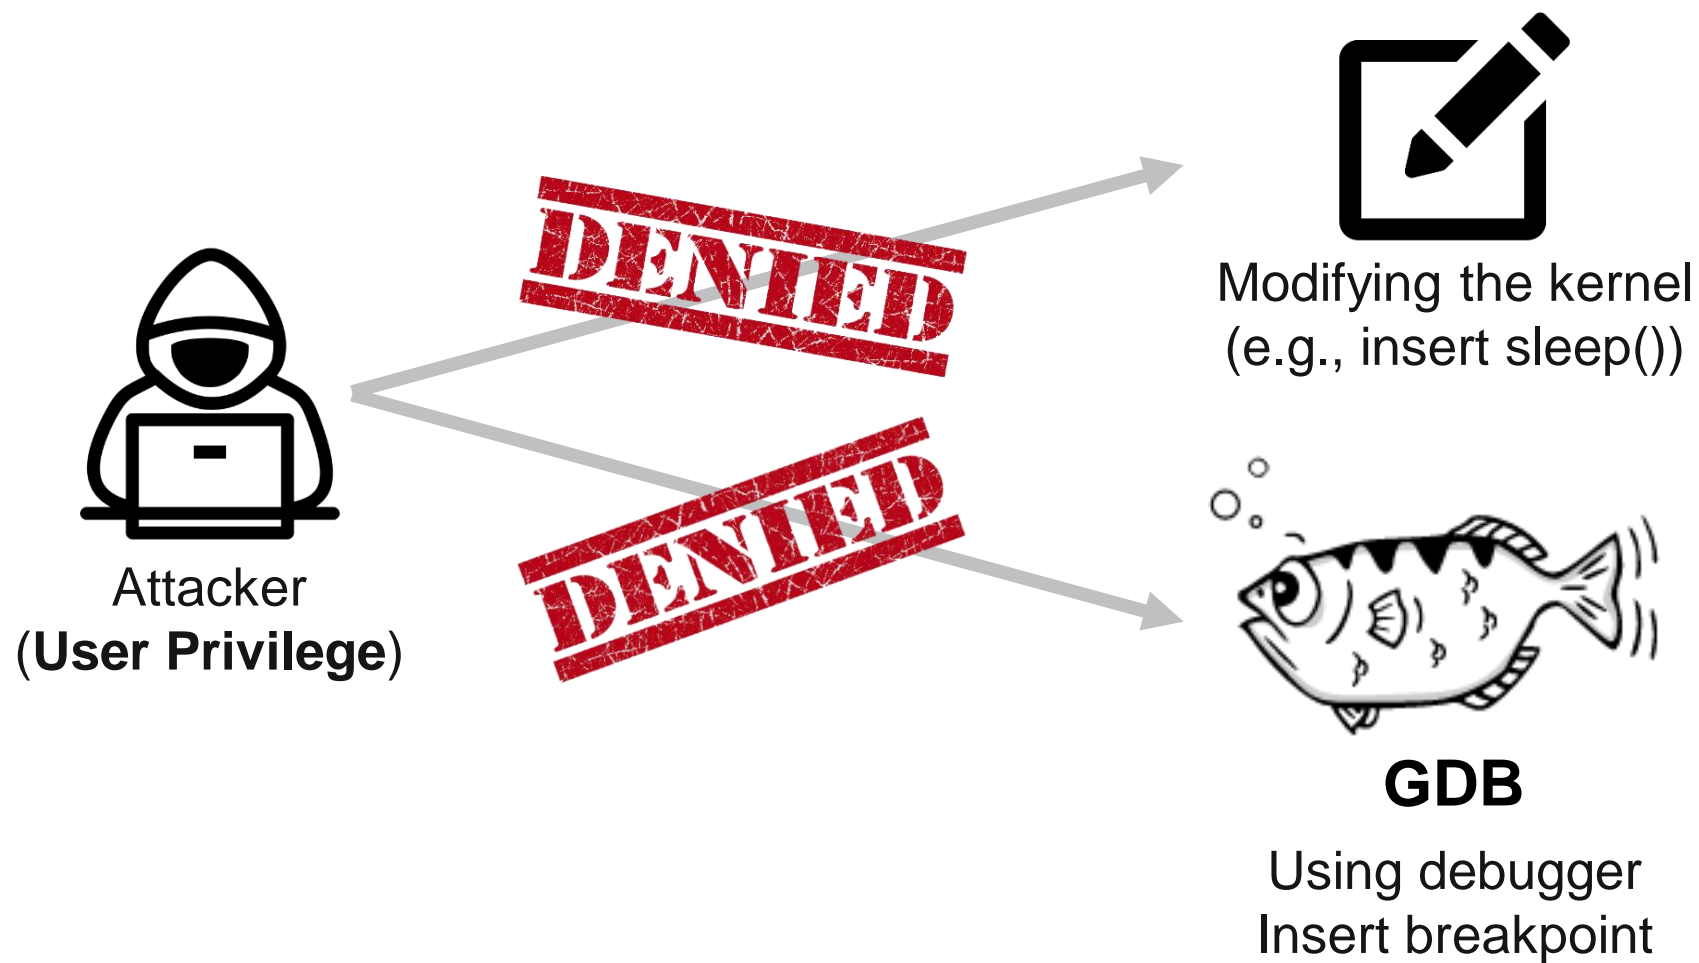 DENIED
Modifying the kernel
(e.g., insert sleep())
Attacker
(User Privilege)
DENIED
GDB
Using debugger
Insert breakpoint